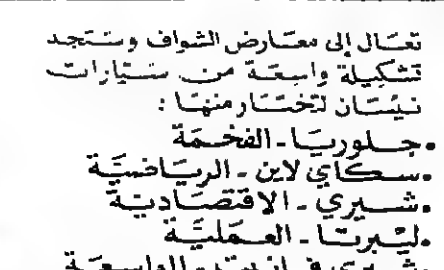 تعال إلى معارض الشواف وستجد
تشكيلة واسعة من سيارات
نيسان لتختار منها :
• جلوريا - الفخمة
• سكاي لاين - الرياضية
• شيري - الاقتصادية
• ليبرتا - العملية
الواسعة